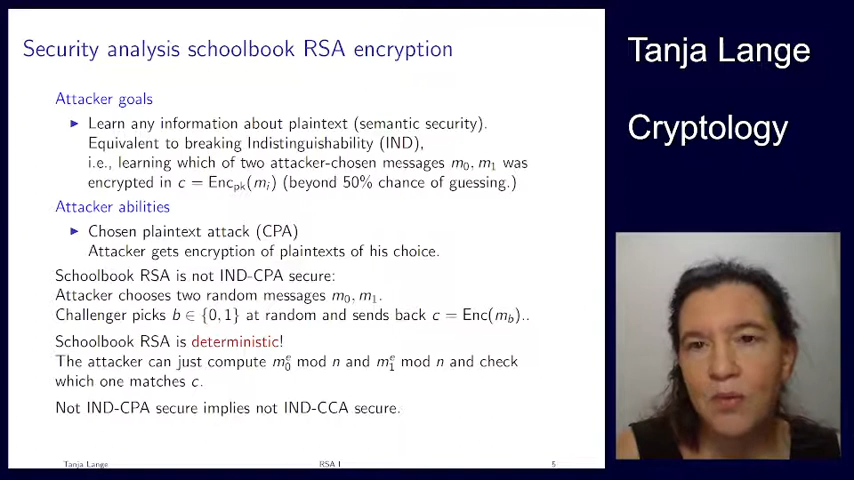 Security analysis schoolbook RSA encryption
Attacker goals
▶ Learn any information about plaintext (semantic security).
Equivalent to breaking Indistinguishability (IND),
i.e., learning which of two attacker-chosen messages m₀, m₁ was
encrypted in c = Encₚₖ(mᵢ) (beyond 50% chance of guessing.)
Attacker abilities
▶ Chosen plaintext attack (CPA)
Attacker gets encryption of plaintexts of his choice.
Schoolbook RSA is not IND-CPA secure:
Attacker chooses two random messages m₀, m₁.
Challenger picks b ∈ {0, 1} at random and sends back c = Enc(m_b)..
Schoolbook RSA is deterministic!
The attacker can just compute m₀ᵉ mod n and m₁ᵉ mod n and check
which one matches c.
Not IND-CPA secure implies not IND-CCA secure.
Tanja Lange RSA I 5
Tanja Lange
Cryptology